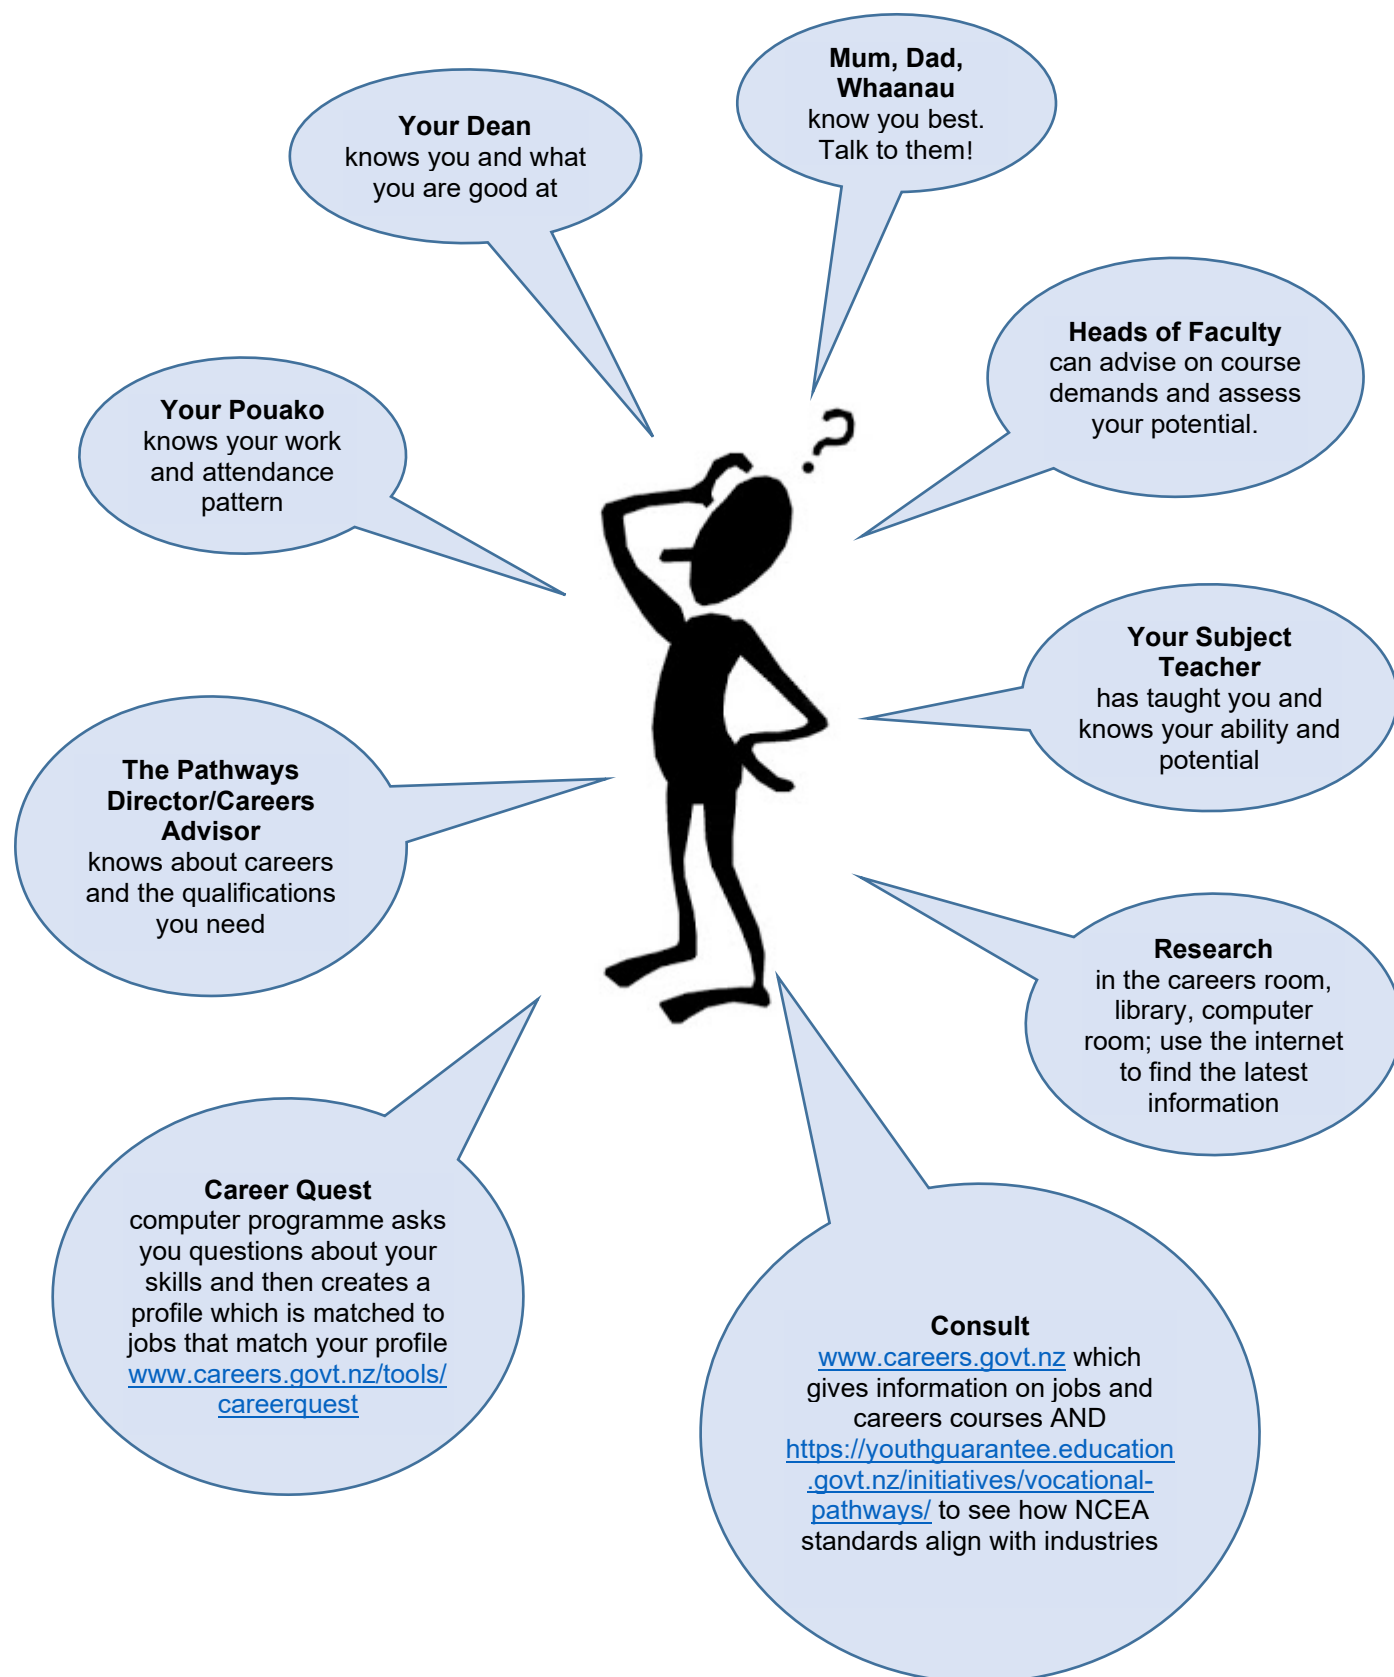 Mum, Dad,
Whaanau
know you best.
Talk to them!
Your Dean
knows you and what
you are good at
Heads of Faculty
can advise on course
demands and assess
your potential.
Your Pouako
knows your work
and attendance
pattern
?
Your Subject
Teacher
has taught you and
knows your ability and
potential
The Pathways
Director/Careers
Advisor
knows about careers
and the qualifications
you need
Research
in the careers room,
library, computer
room; use the internet
to find the latest
information
Career Quest
computer programme asks
you questions about your
skills and then creates a
profile which is matched to
jobs that match your profile
www.careers.govt.nz/tools/
careerquest
Consult
www.careers.govt.nz which
gives information on jobs and
careers courses AND
https://youthguarantee.education
.govt.nz/initiatives/vocational-
pathways/ to see how NCEA
standards align with industries